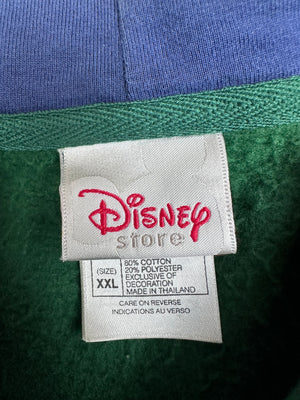 Disney
store
(SIZE)
XXL
80% COTTON
20% POLYESTER
EXCLUSIVE OF
DECORATION
MADE IN THAILAND
CARE ON REVERSE
INDICATIONS AU VERSO